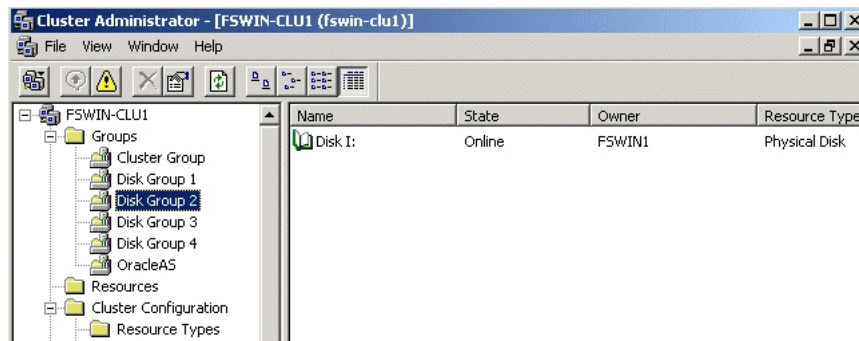 Cluster Administrator - [FSWIN-CLU1 (fswin-clu1)]
File View Window Help
FSWIN-CLU1
Groups
Cluster Group
Disk Group 1
Disk Group 2
Disk Group 3
Disk Group 4
OracleAS
Resources
Cluster Configuration
Resource Types
Name State Owner Resource Type
Disk I: Online FSWIN1 Physical Disk